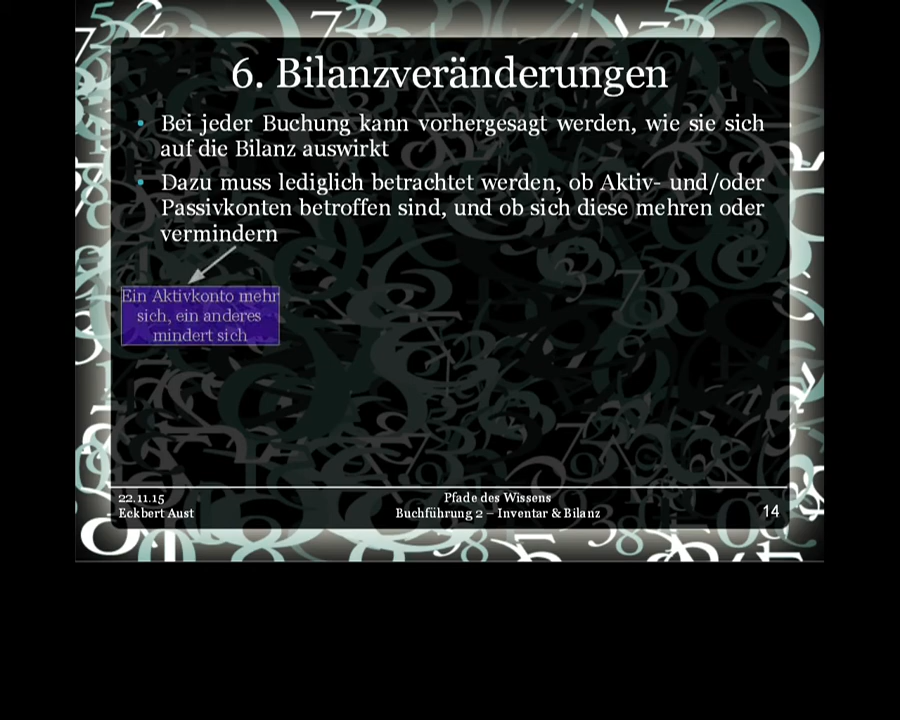 6. Bilanzveränderungen
Bei jeder Buchung kann vorhergesagt werden, wie sie sich
auf die Bilanz auswirkt
Dazu muss lediglich betrachtet werden, ob Aktiv- und/oder
Passivkonten betroffen sind, und ob sich diese mehren oder
vermindern
Ein Aktivkonto mehr
sich, ein anderes
mindert sich
22.11.15
Eckbert Aust
Pfade des Wissens
Buchführung 2 – Inventar & Bilanz
14